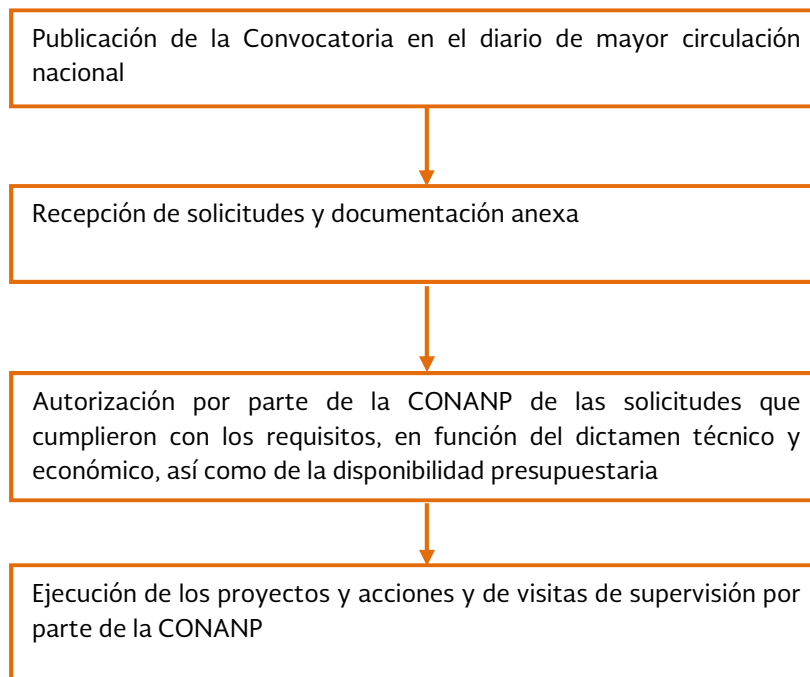 Publicación de la Convocatoria en el diario de mayor circulación
nacional
Recepción de solicitudes y documentación anexa
Autorización por parte de la CONANP de las solicitudes que
cumplieron con los requisitos, en función del dictamen técnico y
económico, así como de la disponibilidad presupuestaria
Ejecución de los proyectos y acciones y de visitas de supervisión por
parte de la CONANP